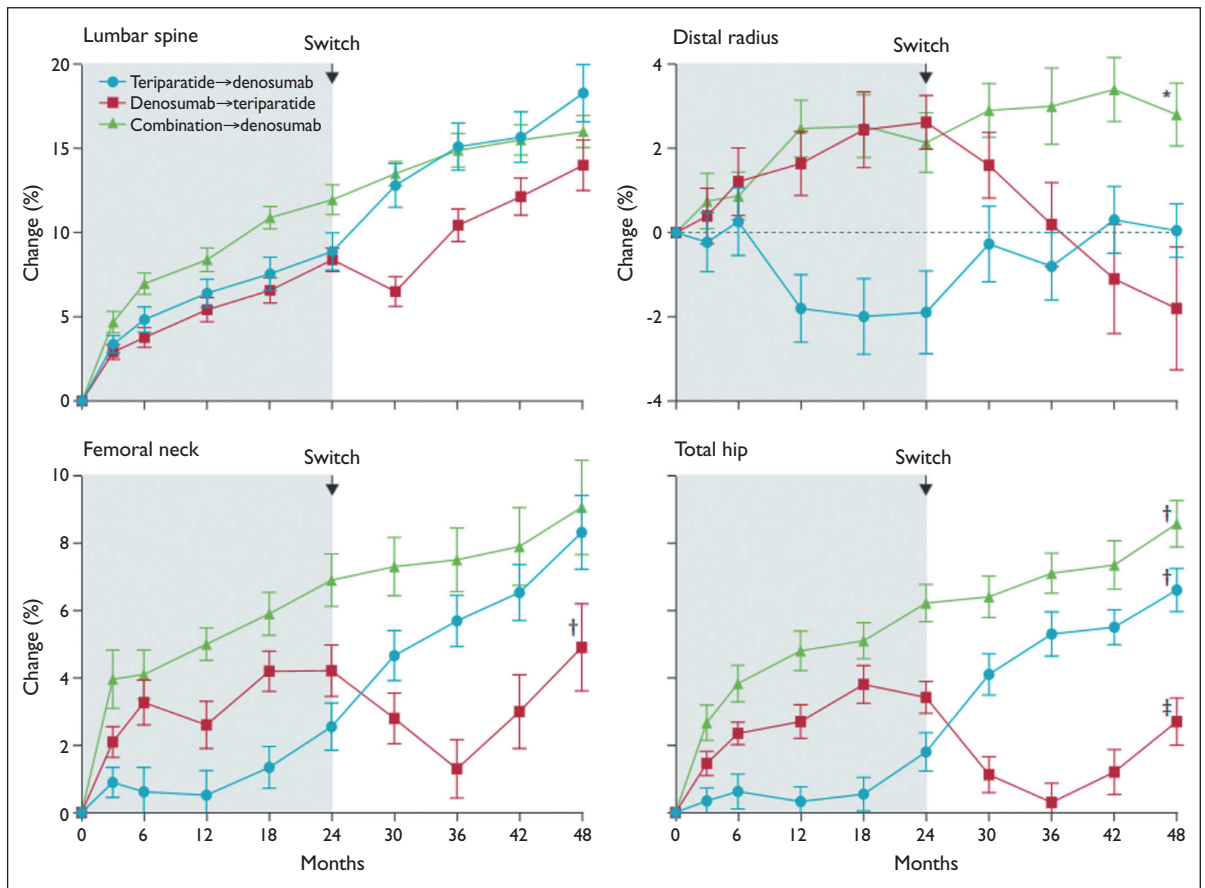 Lumbar spine
Switch
Change (%)
20
15
10
5
0
Teriparatide→denosumab
Denosumab→teriparatide
Combination→denosumab
Distal radius
Switch
Change (%)
4
2
0
-2
-4
*
Femoral neck
Switch
Change (%)
10
8
6
4
2
0
†
0 6 12 18 24 30 36 42 48
Months
Total hip
Switch
†
†
‡
0 6 12 18 24 30 36 42 48
Months